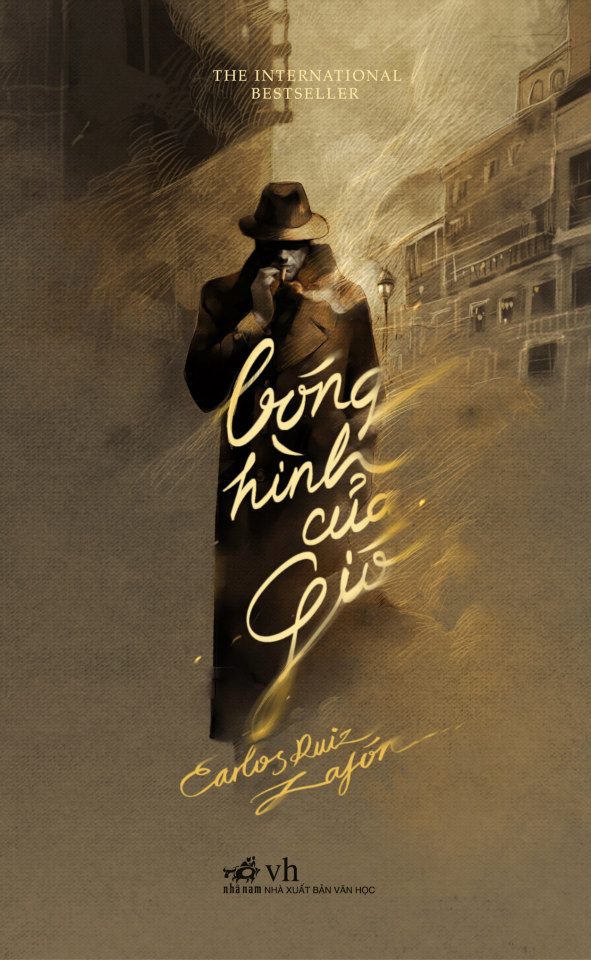 THE INTERNATIONAL
BESTSELLER
bóng
hình
của
Gió
Carlos Ruiz
Zafón
vh
nhã nam NHÀ XUẤT BẢN VĂN HỌC